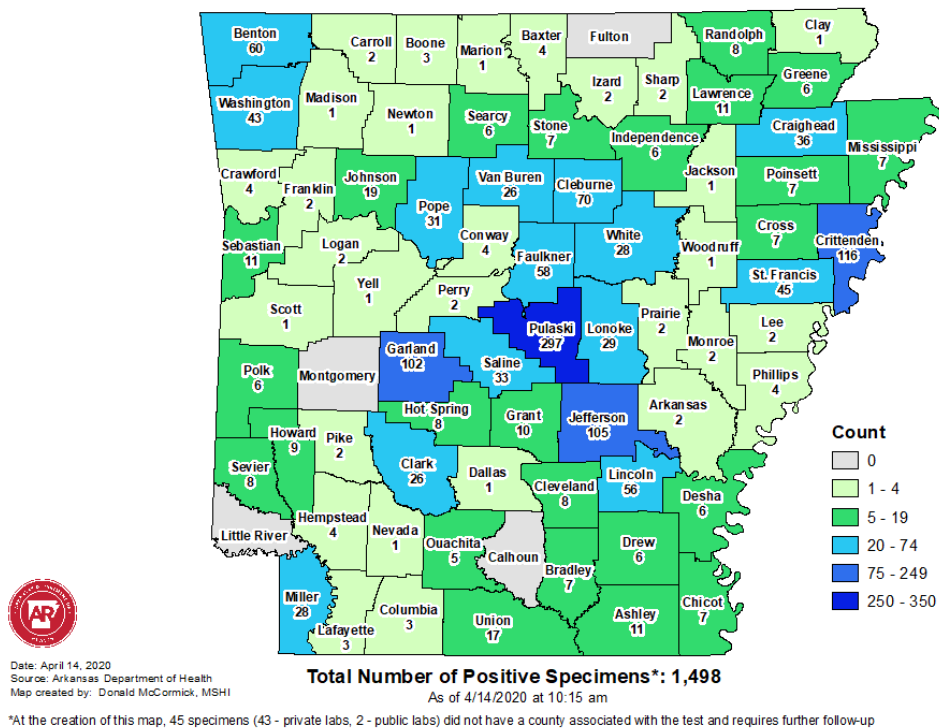 Benton
60
Carroll
2
Boone
3
Marion
1
Baxter
4
Fulton
Randolph
8
Clay
1
Washington
43
Madison
1
Newton
1
Searcy
6
Stone
7
Izard
2
Sharp
2
Lawrence
11
Greene
6
Independence
6
Craighead
36
Mississippi
7
Crawford
4
Franklin
2
Johnson
19
Pope
31
Van Buren
26
Cleburne
70
Jackson
1
Poinsett
7
Sebastian
11
Logan
2
Conway
4
Faulkner
58
White
28
Woodruff
1
Cross
7
Crittenden
116
St. Francis
45
Scott
1
Yell
1
Perry
2
Pulaski
297
Lonoke
29
Prairie
2
Monroe
2
Lee
2
Phillips
4
Polk
6
Montgomery
Garland
102
Saline
33
Hot Spring
8
Grant
10
Jefferson
105
Arkansas
2
Howard
9
Pike
2
Sevier
8
Clark
26
Dallas
1
Cleveland
8
Lincoln
56
Desha
6
Little River
Hempstead
4
Nevada
1
Ouachita
5
Calhoun
Bradley
7
Drew
6
Miller
28
Lafayette
3
Columbia
3
Union
17
Ashley
11
Chicot
7
Count
0
1 - 4
5 - 19
20 - 74
75 - 249
250 - 350
AR
Date: April 14, 2020
Source: Arkansas Department of Health
Map created by: Donald McCormick, MSHI
Total Number of Positive Specimens*: 1,498
As of 4/14/2020 at 10:15 am
*At the creation of this map, 45 specimens (43 - private labs, 2 - public labs) did not have a county associated with the test and requires further follow-up